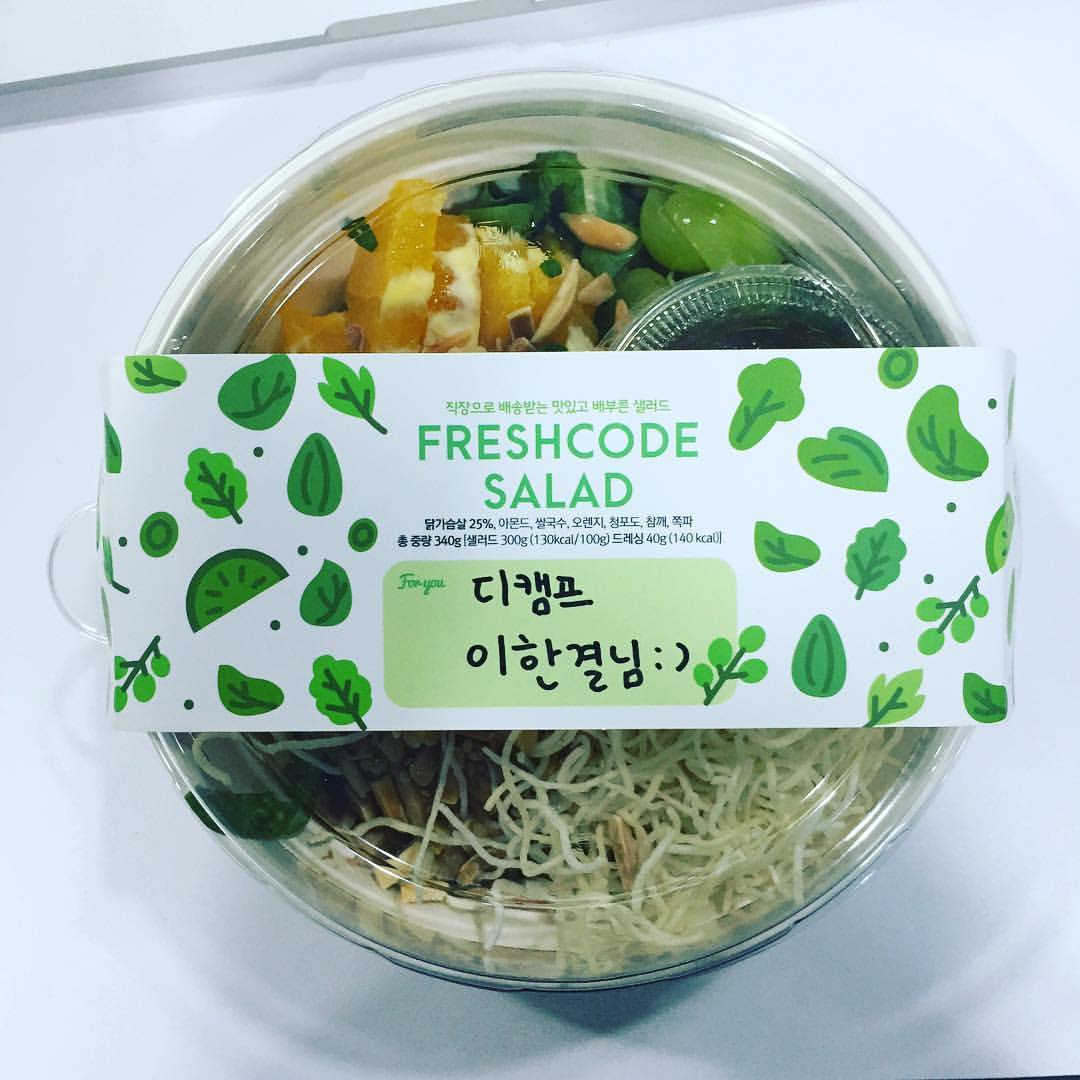 직장으로 배송받는 맛있고 배부른 샐러드
FRESHCODE
SALAD
닭가슴살 25%, 아몬드, 쌀국수, 오렌지, 청포도, 참깨, 쪽파
총 중량 340g [샐러드 300g (130kcal/100g) 드레싱 40g (140 kcal)]
For you
디캠프
이한결님:)